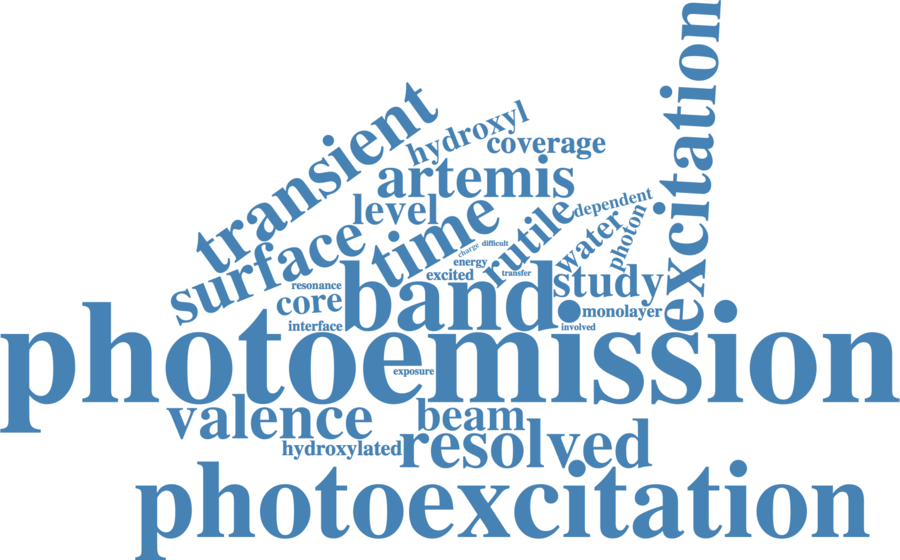 excitation
transient
hydroxyl
coverage
artemis
level
time
rutile
dependent
water
photon
surface
charge
difficult
energy
excited
transfer
resonance
core
band
study
monolayer
interface
involved
photoemission
exposure
valence
beam
hydroxylated
resolved
photoexcitation